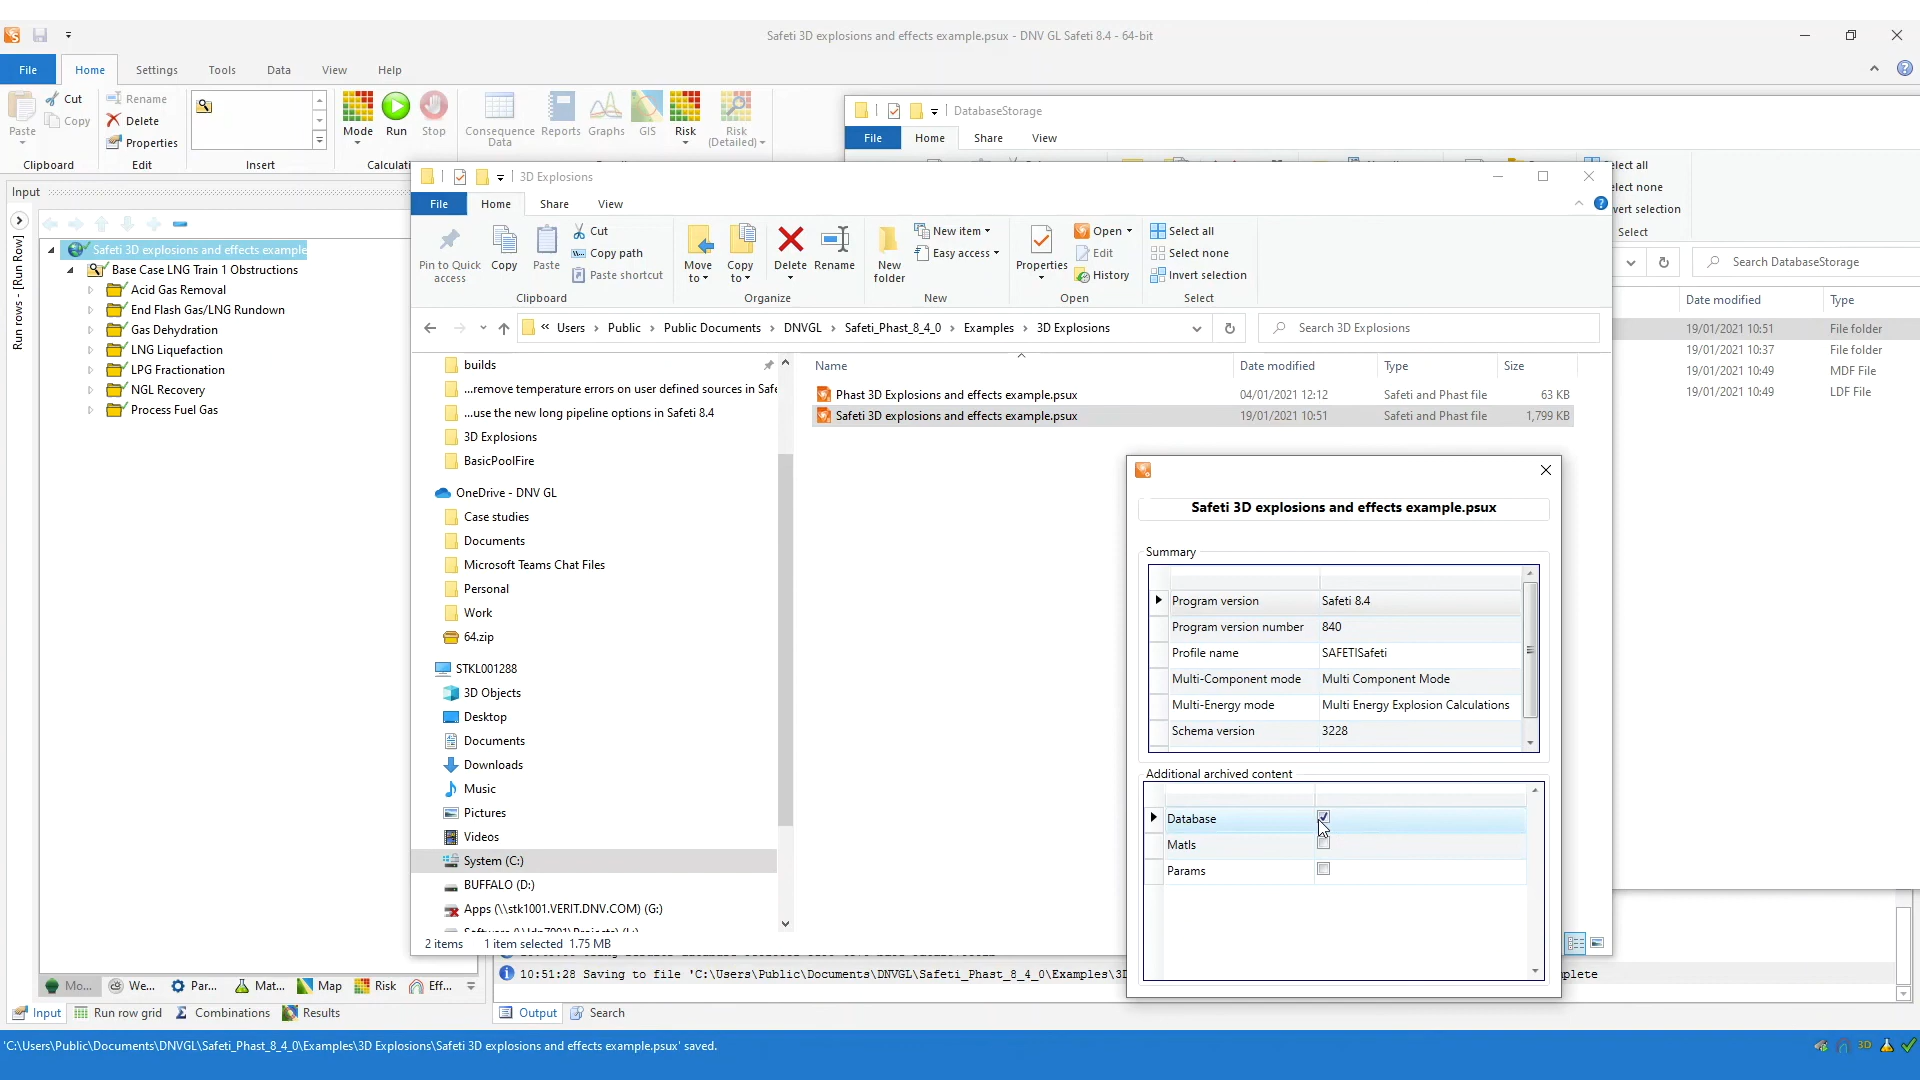 Safeti 3D explosions and effects example.psux - DNV GL Safeti 8.4 - 64-bit
File Home Settings Tools Data View Help
Paste Cut Copy Clipboard
Rename Delete Properties Edit
Insert
Mode Run Stop
Consequence Data Reports Graphs GIS Risk Risk (Detailed)
DatabaseStorage
File Home Share View
Select
Search DatabaseStorage
Date modified Type
19/01/2021 10:51 File folder
19/01/2021 10:37 File folder
19/01/2021 10:49 MDF File
19/01/2021 10:49 LDF File
Input
Run rows - [Run Row]
Safeti 3D explosions and effects example
Base Case LNG Train 1 Obstructions
Acid Gas Removal
End Flash Gas/LNG Rundown
Gas Dehydration
LNG Liquefaction
LPG Fractionation
NGL Recovery
Process Fuel Gas
3D Explosions
File Home Share View
Pin to Quick access Copy Paste Cut Copy path Paste shortcut
Clipboard
Move to Copy to Delete Rename
Organize
New folder New item Easy access
New
Properties Open Edit History
Open
Select all Select none Invert selection
Select
« Users › Public › Public Documents › DNVGL › Safeti_Phast_8_4_0 › Examples › 3D Explosions
Search 3D Explosions
builds
...remove temperature errors on user defined sources in Safe
...use the new long pipeline options in Safeti 8.4
3D Explosions
BasicPoolFire
OneDrive - DNV GL
Case studies
Documents
Microsoft Teams Chat Files
Personal
Work
64.zip
STKL001288
3D Objects
Desktop
Documents
Downloads
Music
Pictures
Videos
System (C:)
BUFFALO (D:)
Apps (\\stk1001.VERIT.DNV.COM) (G:)
2 items 1 item selected 1.75 MB
Name Date modified Type Size
Phast 3D Explosions and effects example.psux 04/01/2021 12:12 Safeti and Phast file 63 KB
Safeti 3D explosions and effects example.psux 19/01/2021 10:51 Safeti and Phast file 1,799 KB
Safeti 3D explosions and effects example.psux
Summary
Program version Safeti 8.4
Program version number 840
Profile name SAFETISafeti
Multi-Component mode Multi Component Mode
Multi-Energy mode Multi Energy Explosion Calculations
Schema version 3228
Additional archived content
Database
Matls
Params
10:51:28 Saving to file 'C:\Users\Public\Documents\DNVGL\Safeti_Phast_8_4_0\Examples\3D
Mo... We... Par... Mat... Map Risk Eff...
Input Run row grid Combinations Results
Output Search
'C:\Users\Public\Documents\DNVGL\Safeti_Phast_8_4_0\Examples\3D Explosions\Safeti 3D explosions and effects example.psux' saved.
3D